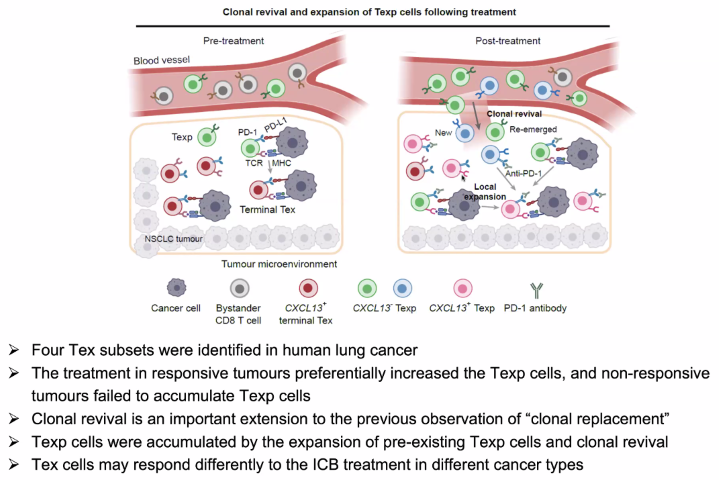 Clonal revival and expansion of Texp cells following treatment
Pre-treatment
Post-treatment
Blood vessel
Texp
PD-1
PD-L1
TCR
MHC
Terminal Tex
NSCLC tumour
Clonal revival
New
Re-emerged
Anti-PD-1
Local
expansion
Tumour microenvironment
Cancer cell
Bystander
CD8 T cell
CXCL13+
terminal Tex
CXCL13- Texp
CXCL13+ Texp
PD-1 antibody
➢ Four Tex subsets were identified in human lung cancer
➢ The treatment in responsive tumours preferentially increased the Texp cells, and non-responsive
tumours failed to accumulate Texp cells
➢ Clonal revival is an important extension to the previous observation of “clonal replacement”
➢ Texp cells were accumulated by the expansion of pre-existing Texp cells and clonal revival
➢ Tex cells may respond differently to the ICB treatment in different cancer types